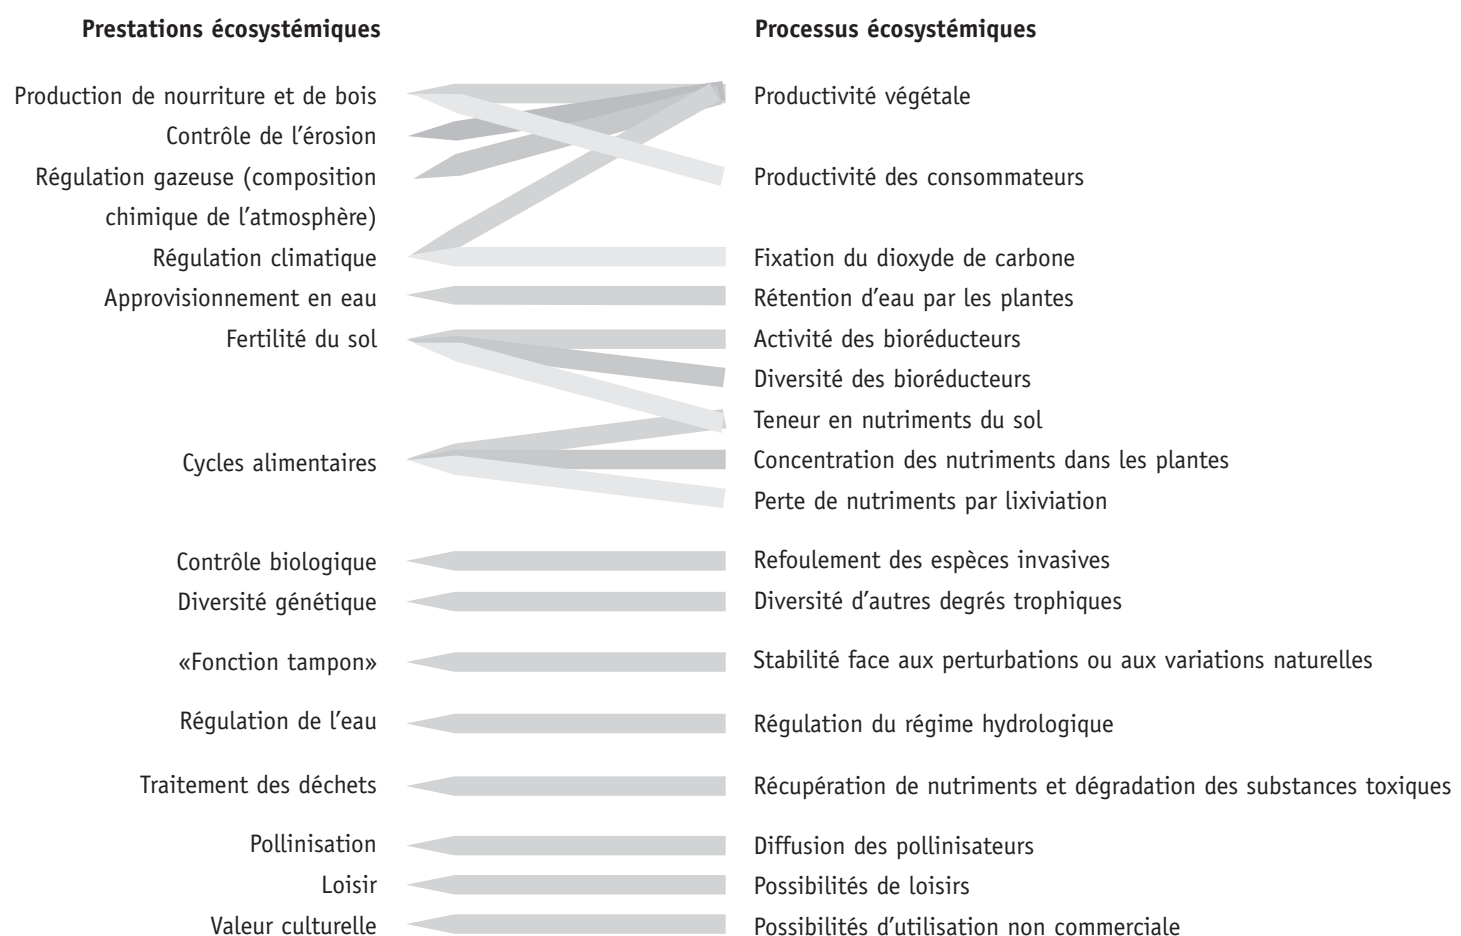 Prestations écosystémiques
Processus écosystémiques
Production de nourriture et de bois
Productivité végétale
Contrôle de l'érosion
Régulation gazeuse (composition
Productivité des consommateurs
chimique de l'atmosphère)
Régulation climatique
Fixation du dioxyde de carbone
Approvisionnement en eau
Rétention d'eau par les plantes
Fertilité du sol
Activité des bioréducteurs
Diversité des bioréducteurs
Teneur en nutriments du sol
Cycles alimentaires
Concentration des nutriments dans les plantes
Perte de nutriments par lixiviation
Contrôle biologique
Refoulement des espèces invasives
Diversité génétique
Diversité d'autres degrés trophiques
«Fonction tampon»
Stabilité face aux perturbations ou aux variations naturelles
Régulation de l'eau
Régulation du régime hydrologique
Traitement des déchets
Récupération de nutriments et dégradation des substances toxiques
Pollinisation
Diffusion des pollinisateurs
Loisir
Possibilités de loisirs
Valeur culturelle
Possibilités d'utilisation non commerciale